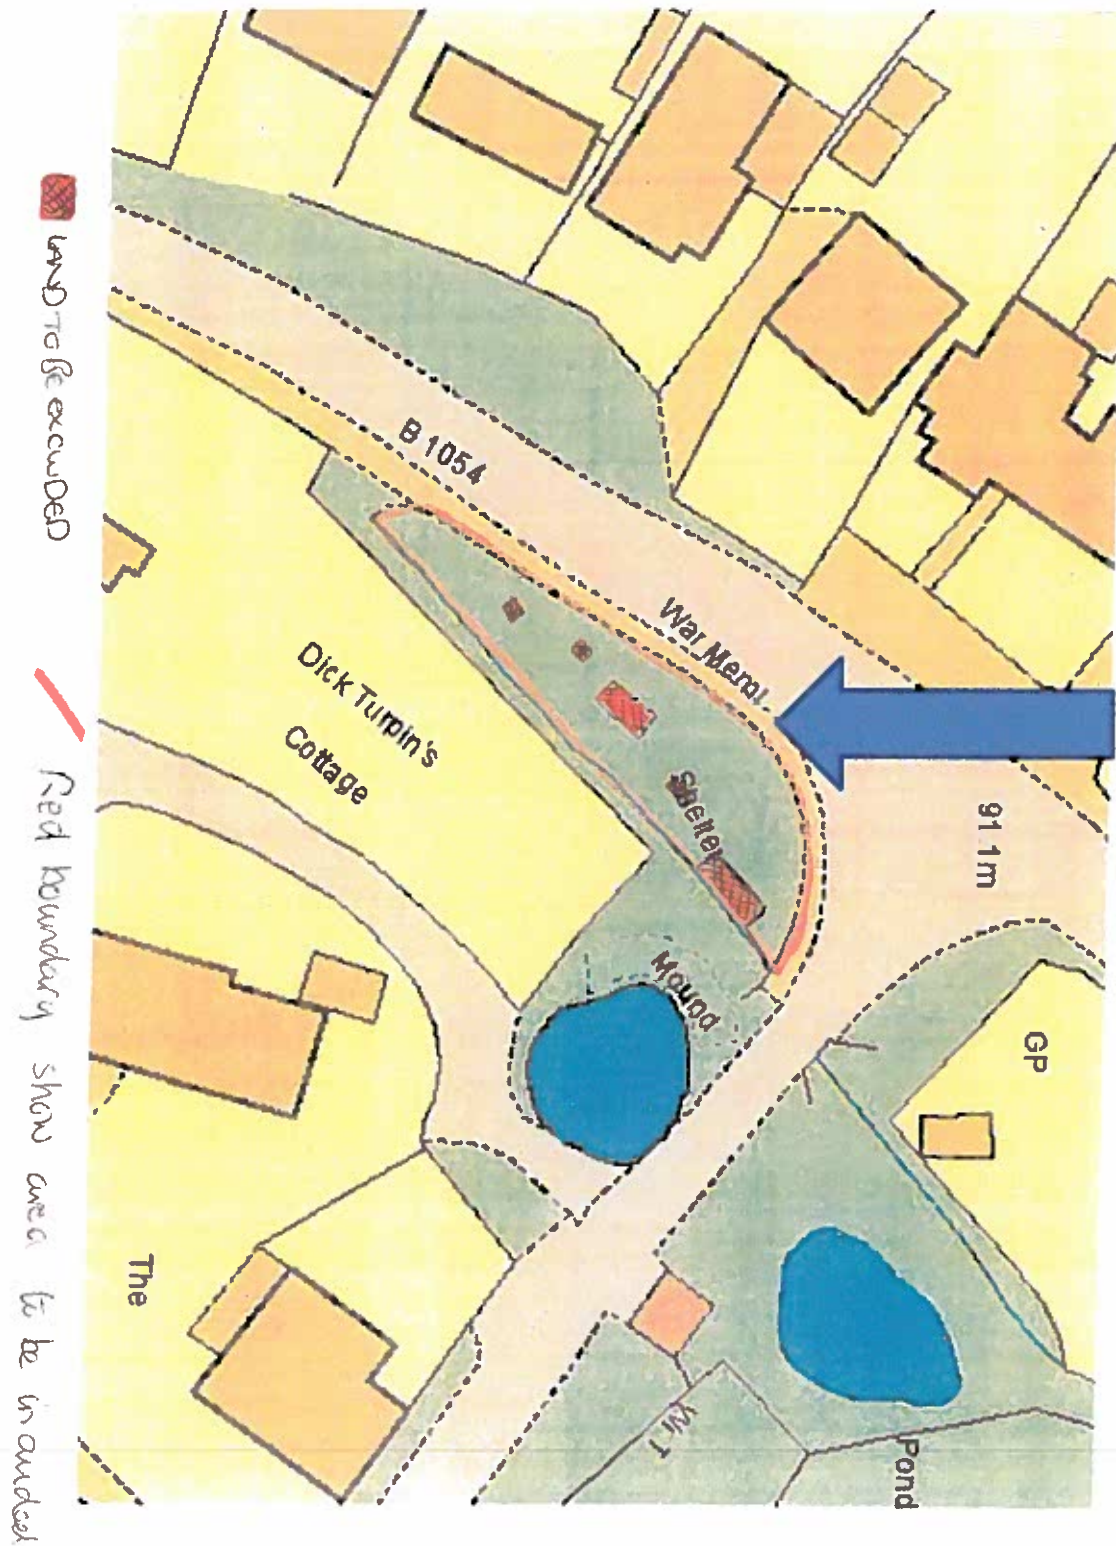 B 1054
War Meml.
91.1m
Dick Turpin's
Cottage
Shelter
Mound
GP
The
Pond
LAND TO BE EXCLUDED
Red boundary show area to be included